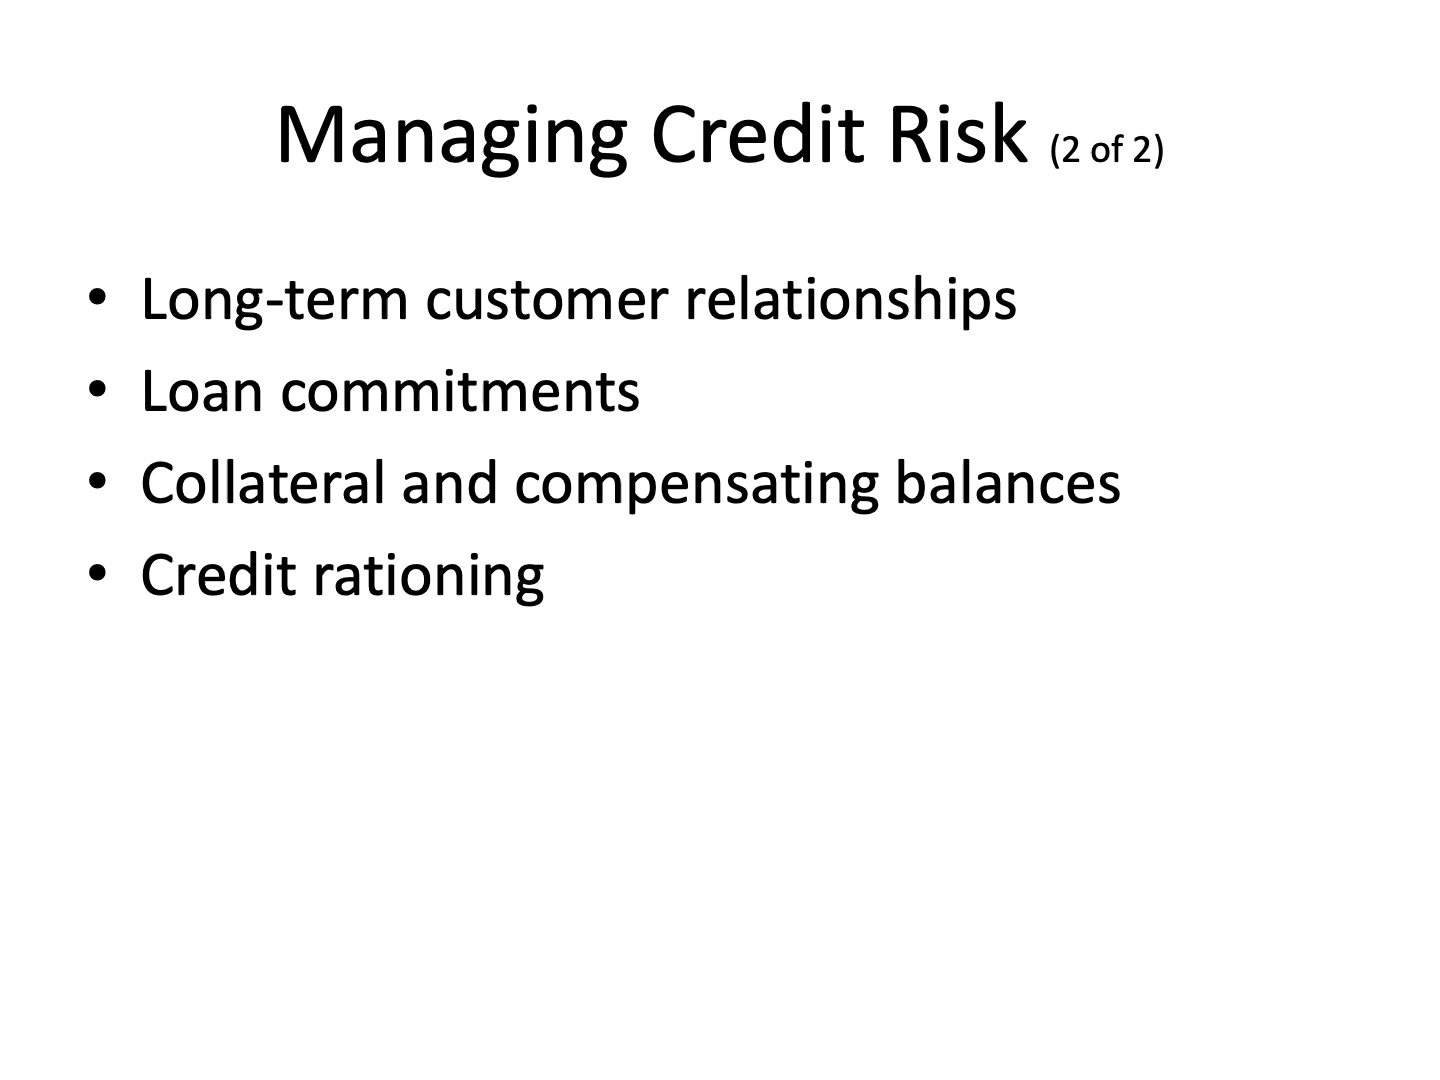 Managing Credit Risk (2 of 2)
• Long-term customer relationships
• Loan commitments
• Collateral and compensating balances
• Credit rationing